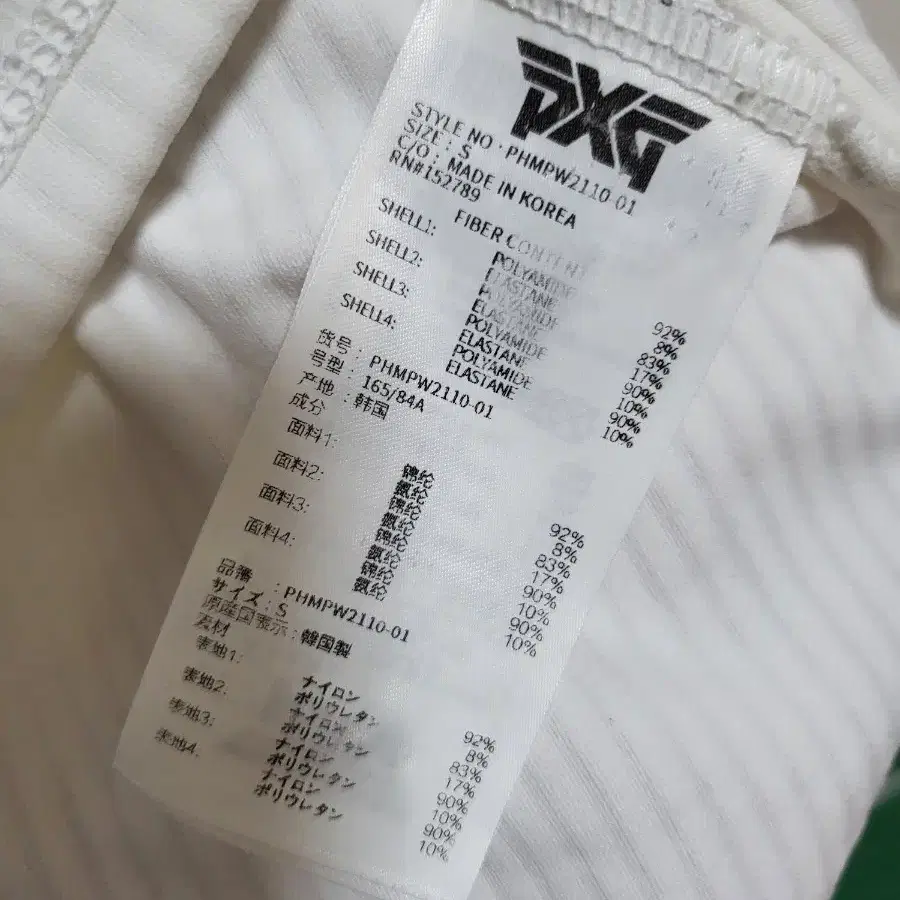 PXG
STYLE NO : PHMPW2110-01
SIZE : S
C/O : MADE IN KOREA
RN#152789
FIBER CONTENT
SHELL1: POLYAMIDE 92%
ELASTANE 8%
SHELL2: POLYAMIDE 83%
ELASTANE 17%
SHELL3: POLYAMIDE 90%
ELASTANE 10%
SHELL4: POLYAMIDE 90%
ELASTANE 10%
货号 : PHMPW2110-01
号型 : 165/84A
产地 : 韩国
成分
面料1: 锦纶 92%
氨纶 8%
面料2: 锦纶 83%
氨纶 17%
面料3: 锦纶 90%
氨纶 10%
面料4: 锦纶 90%
氨纶 10%
品番 : PHMPW2110-01
サイズ : S
原産国表示 : 韓国製
素材
表地1: ナイロン 92%
ポリウレタン 8%
表地2: ナイロン 83%
ポリウレタン 17%
表地3: ナイロン 90%
ポリウレタン 10%
表地4: ナイロン 90%
ポリウレタン 10%